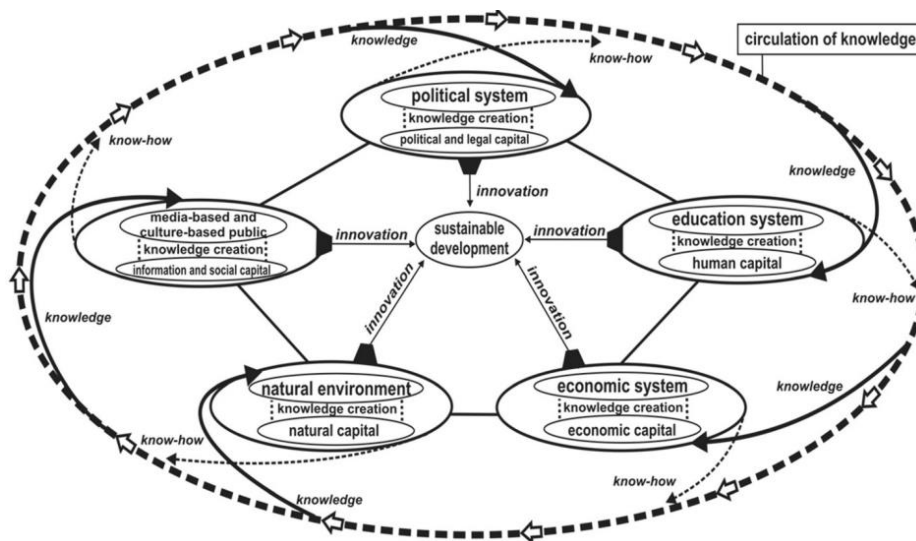 knowledge
know-how
circulation of knowledge
political system
knowledge creation
political and legal capital
know-how
knowledge
innovation
media-based and
culture-based public
knowledge creation
information and social capital
innovation
sustainable
development
innovation
education system
knowledge creation
human capital
know-how
knowledge
innovation
innovation
natural environment
knowledge creation
natural capital
economic system
knowledge creation
economic capital
knowledge
know-how
know-how
knowledge